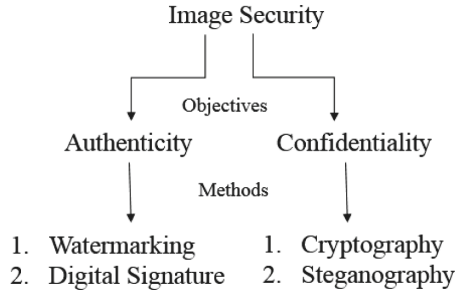 Image Security
Objectives
Authenticity
Confidentiality
Methods
1. Watermarking
2. Digital Signature
1. Cryptography
2. Steganography